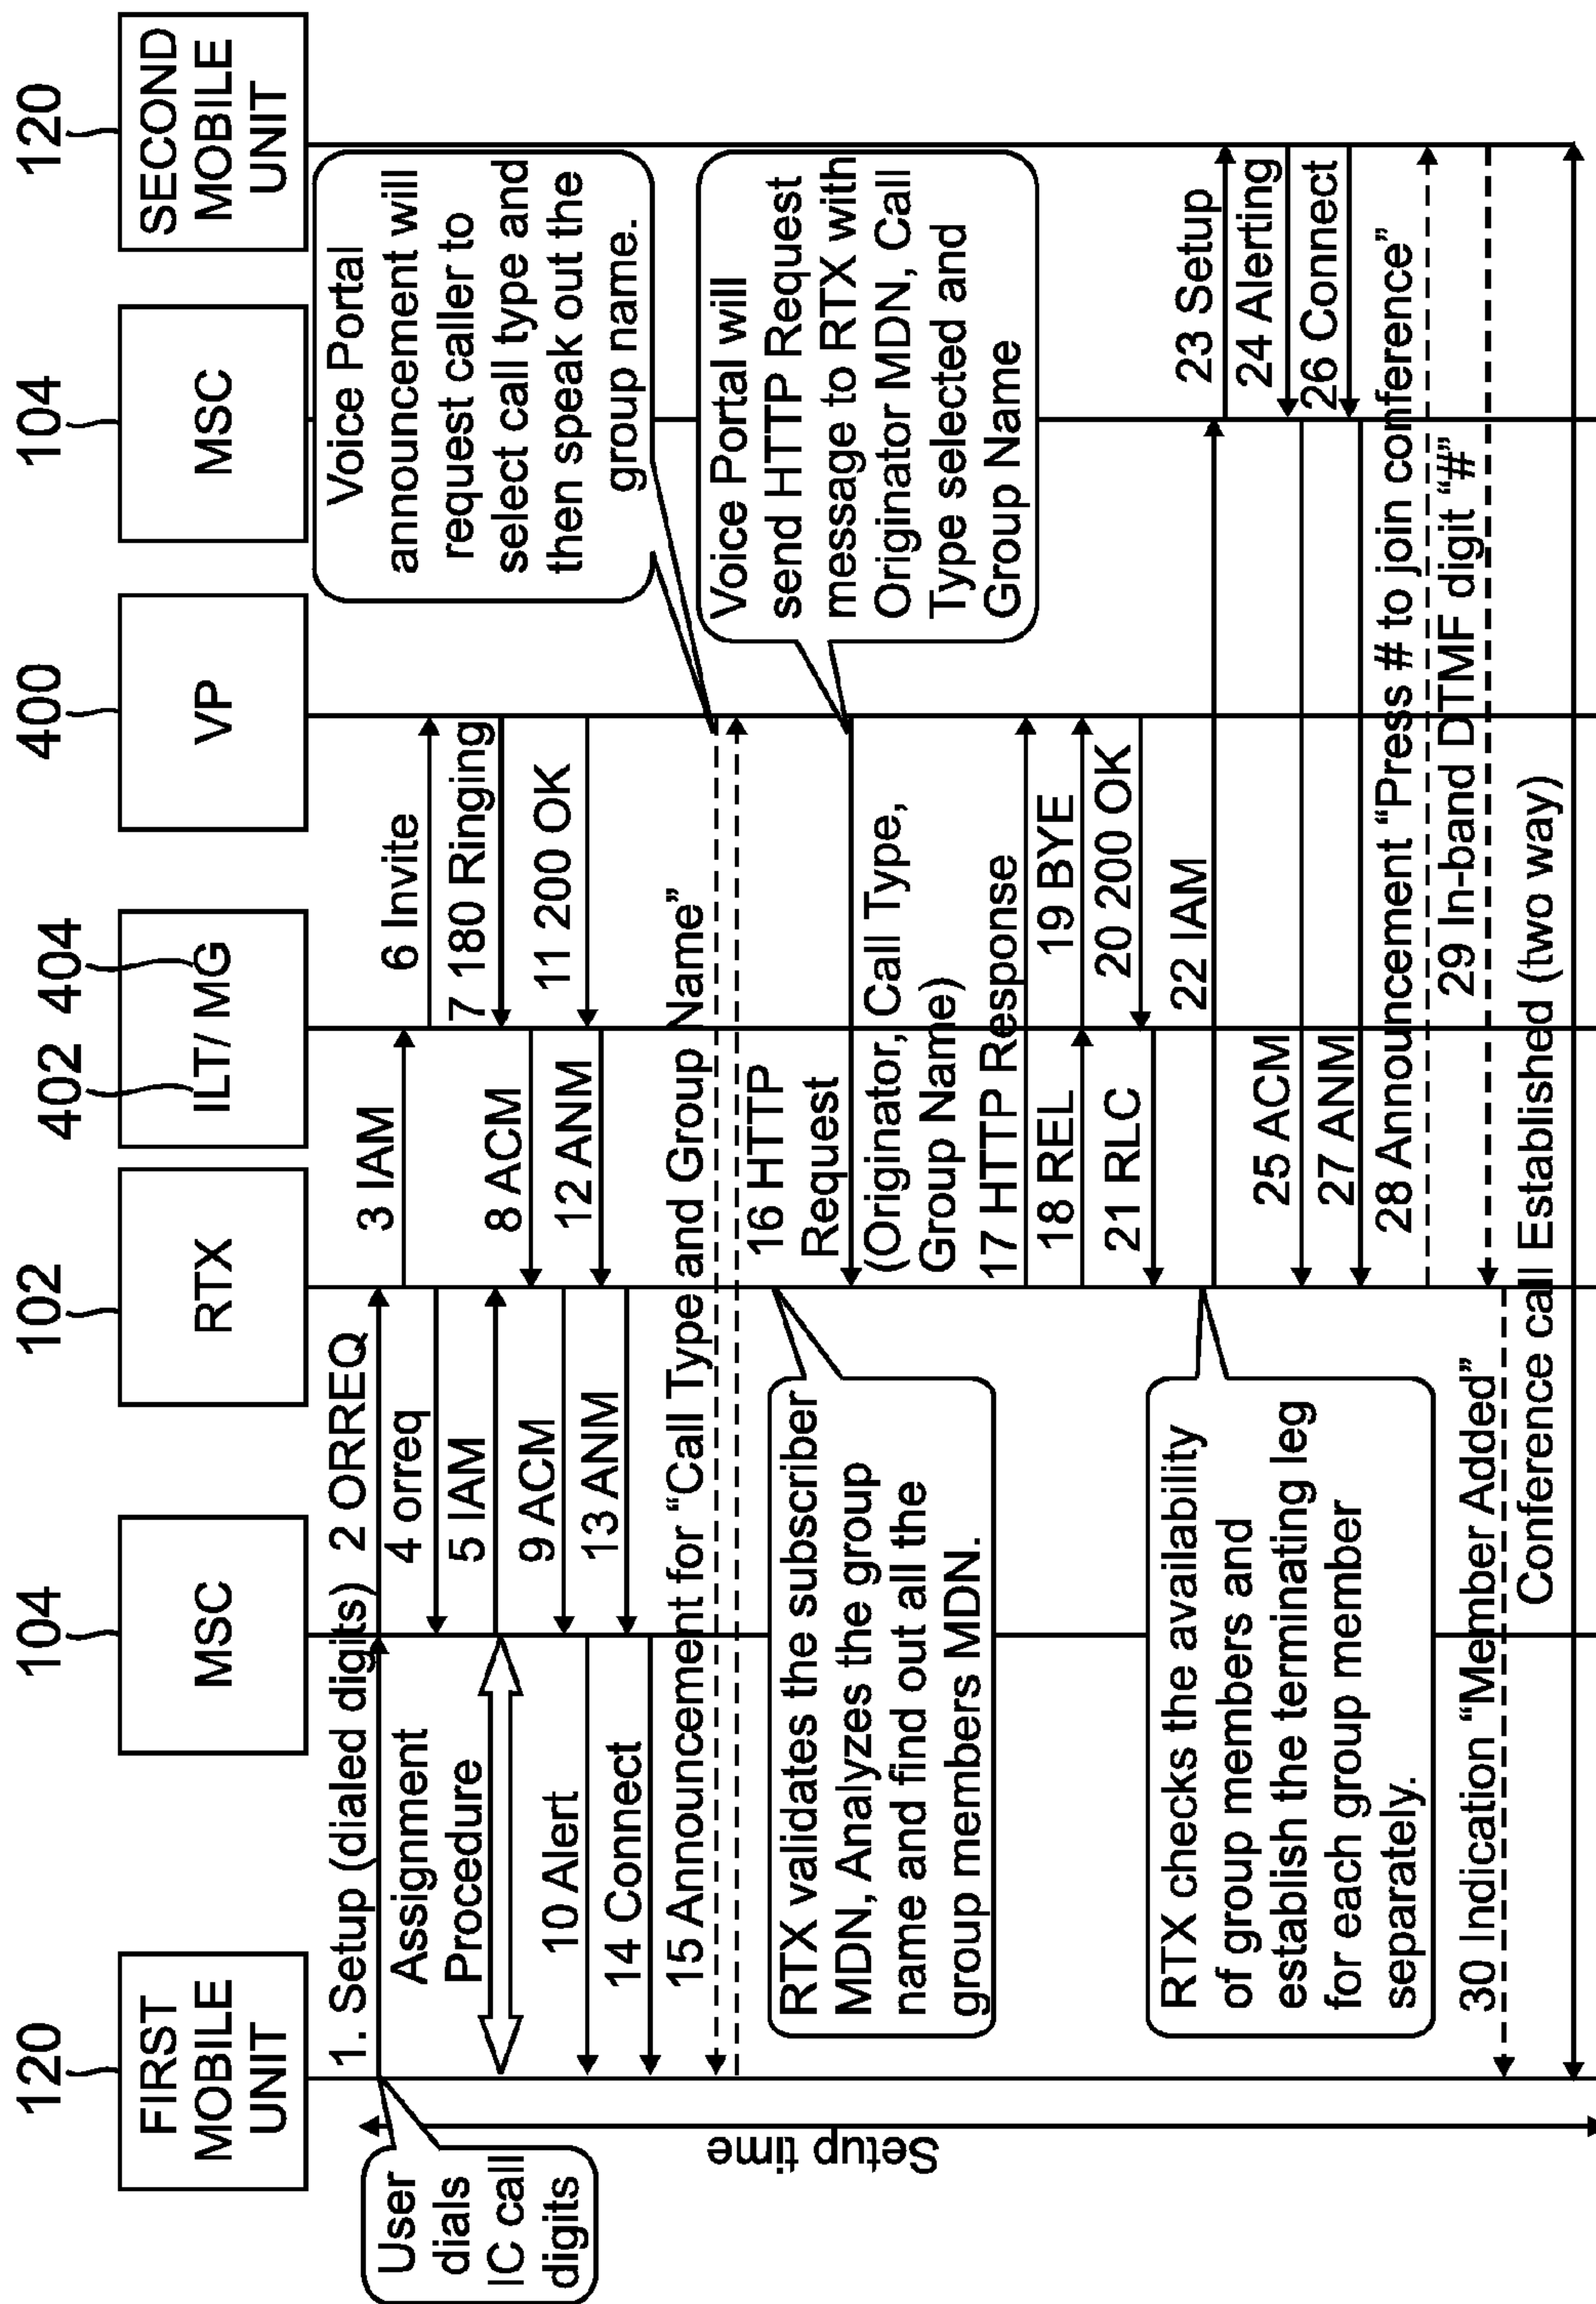 120
FIRST
MOBILE
UNIT
104
MSC
102
RTX
402
404
ILT/ MG
400
VP
104
MSC
120
SECOND
MOBILE
UNIT
User
dials
IC call
digits
Setup time
1. Setup (dialed digits)
2 ORREQ
3 IAM
4 orreq
Assignment
Procedure
5 IAM
6 Invite
7 180 Ringing
8 ACM
9 ACM
10 Alert
11 200 OK
12 ANM
13 ANM
14 Connect
Voice Portal
announcement will
request caller to
select call type and
then speak out the
group name.
15 Announcement for “Call Type and Group Name”
Voice Portal will
send HTTP Request
message to RTX with
Originator MDN, Call
Type selected and
Group Name
16 HTTP
Request
(Originator, Call Type,
Group Name)
RTX validates the subscriber
MDN, Analyzes the group
name and find out all the
group members MDN.
17 HTTP Response
18 REL
19 BYE
20 200 OK
21 RLC
RTX checks the availability
of group members and
establish the terminating leg
for each group member
separately.
22 IAM
23 Setup
24 Alerting
25 ACM
26 Connect
27 ANM
28 Announcement “Press # to join conference”
29 In-band DTMF digit “#”
30 Indication “Member Added”
Conference call Established (two way)